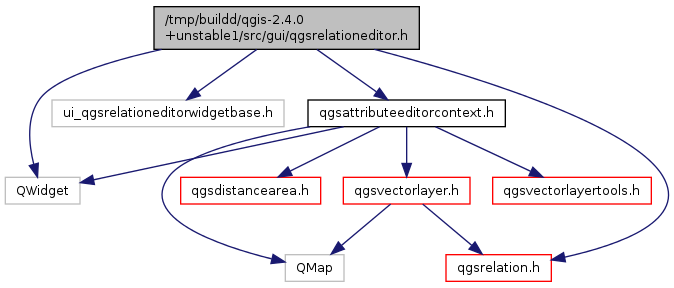 /tmp/buildd/qgis-2.4.0
+unstable1/src/gui/qgsrelationeditor.h
ui_qgsrelationeditorwidgetbase.h
qgsattributeeditorcontext.h
QWidget
qgsdistancearea.h
qgsvectorlayer.h
qgsvectorlayertools.h
QMap
qgsrelation.h